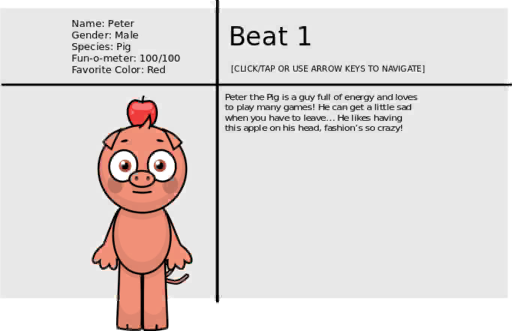 Name: Peter
Gender: Male
Species: Pig
Fun-o-meter: 100/100
Favorite Color: Red
Beat 1
[CLICK/TAP OR USE ARROW KEYS TO NAVIGATE]
Peter the Pig is a guy full of energy and loves
to play many games! He can get a little sad
when you have to leave... He likes having
this apple on his head, fashion's so crazy!